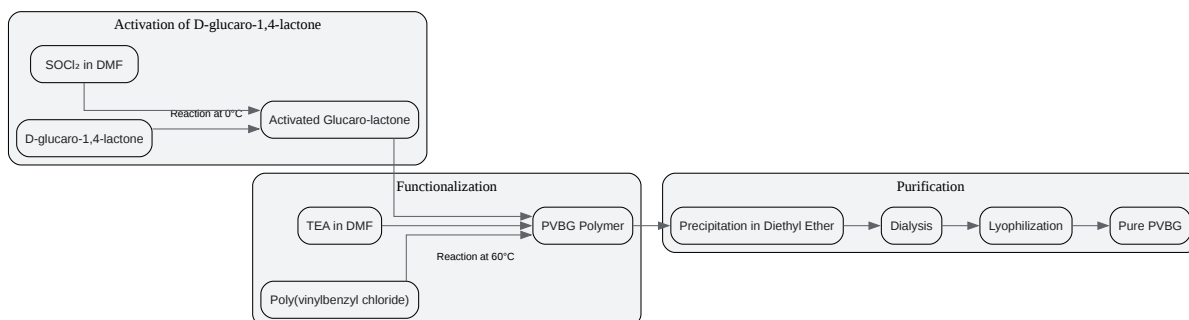 Activation of D-glucaro-1,4-lactone
SOCl₂ in DMF
Reaction at 0°C
Activated Glucaro-lactone
D-glucaro-1,4-lactone
Functionalization
TEA in DMF
PVBG Polymer
Reaction at 60°C
Poly(vinylbenzyl chloride)
Purification
Precipitation in Diethyl Ether
Dialysis
Lyophilization
Pure PVBG